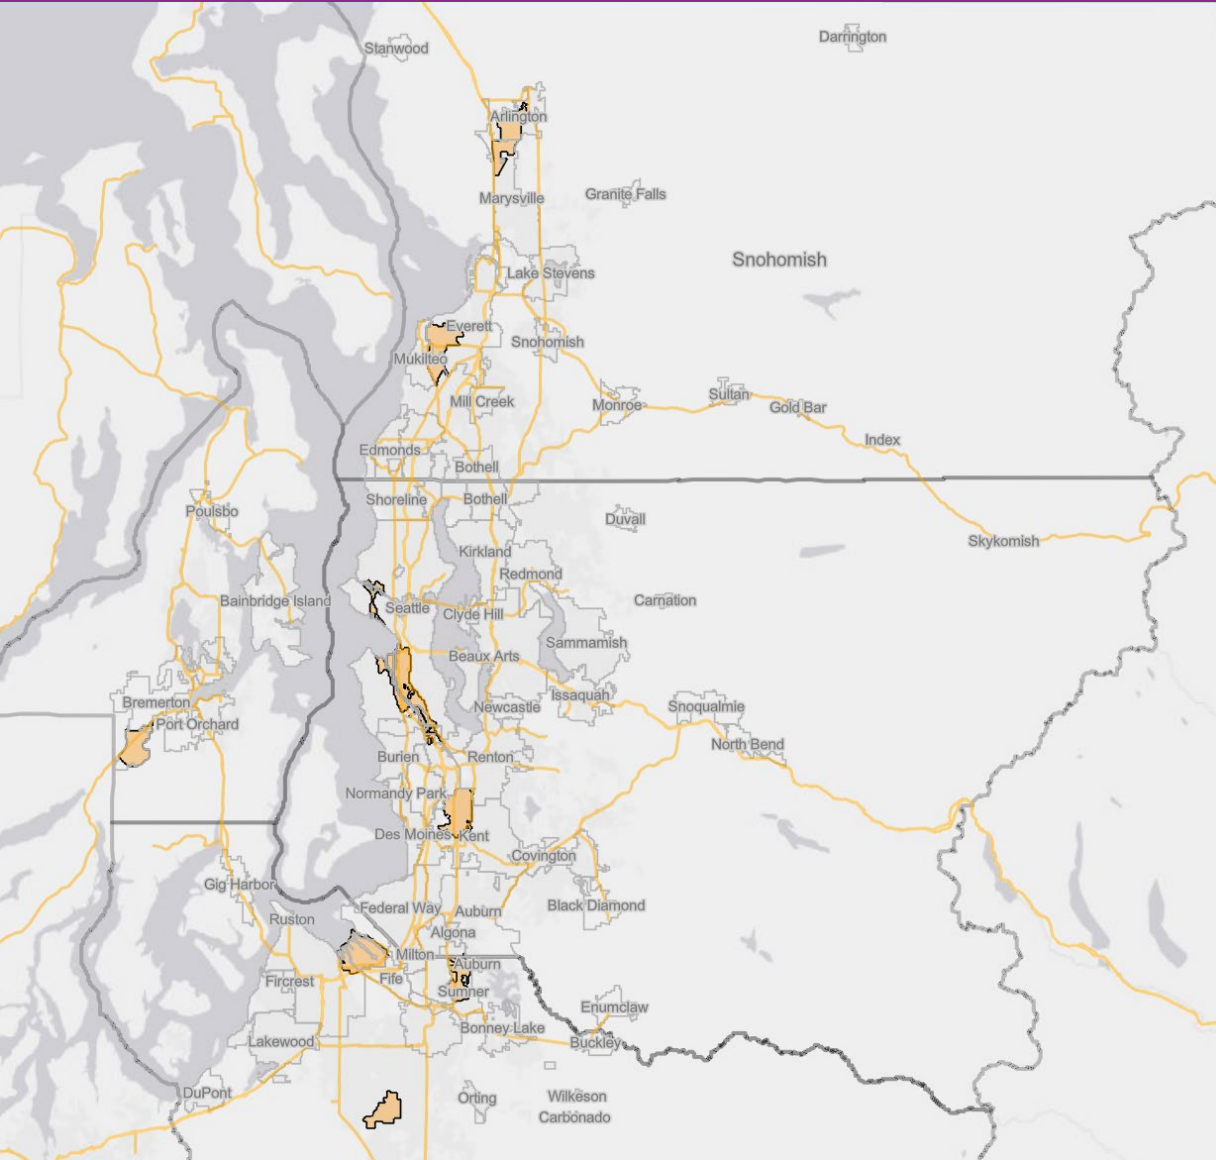 Darrington
Stanwood
Arlington
Granite Falls
Marysville
Snohomish
Lake Stevens
Everett
Snohomish
Mukilteo
Sultan
Mill Creek
Monroe
Gold Bar
Index
Edmonds
Bothell
Shoreline
Bothell
Poulsbo
Duvall
Skykomish
Kirkland
Redmond
Bainbridge Island
Carnation
Seattle
Clyde Hill
Sammamish
Beaux Arts
Issaquah
Bremerton
Newcastle
Snoqualmie
Port Orchard
North Bend
Burien
Renton
Normandy Park
Des Moines
Kent
Covington
Gig Harbor
Black Diamond
Federal Way
Auburn
Ruston
Algona
Milton
Auburn
Fircrest
Fife
Sumner
Enumclaw
Bonney Lake
Lakewood
Buckley
DuPont
Orting
Wilkeson
Carbonado